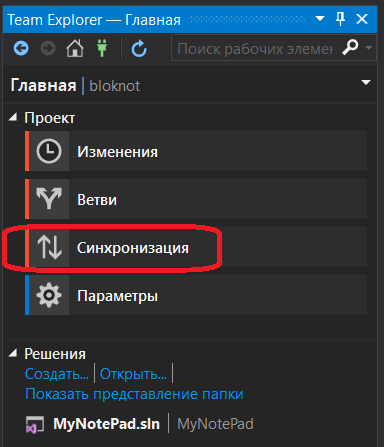 Team Explorer — Главная
Поиск рабочих элемен
Главная | bloknot
Проект
Изменения
Ветви
Синхронизация
Параметры
Решения
Создать... | Открыть... |
Показать представление папки
MyNotePad.sln | MyNotePad